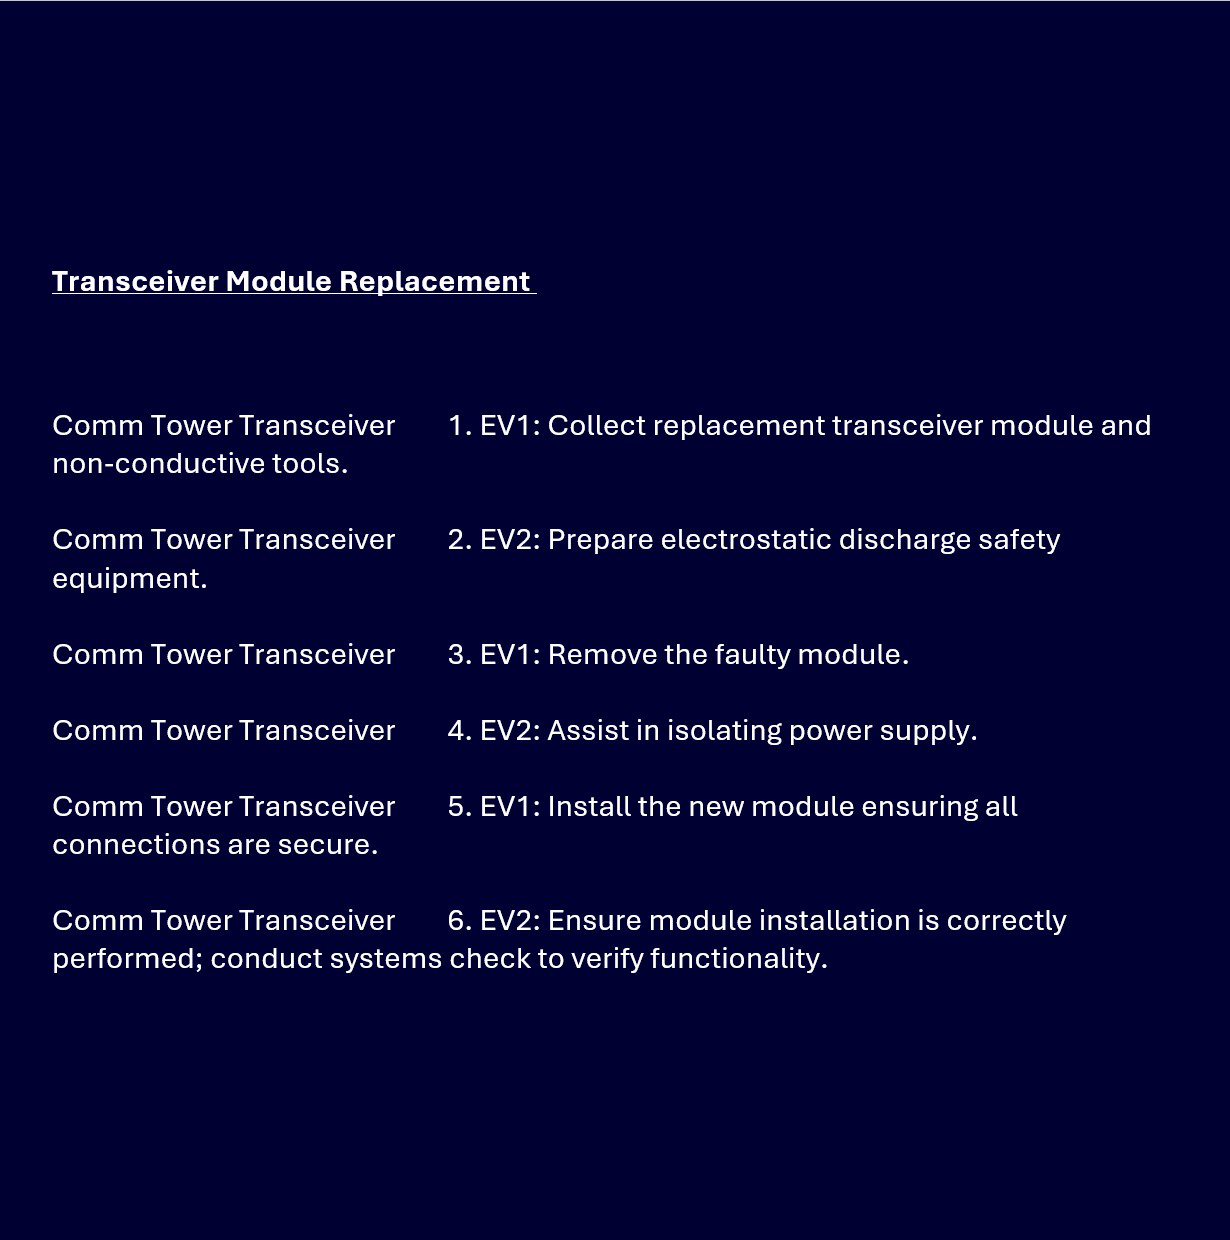 Transceiver Module Replacement
Comm Tower Transceiver 1. EV1: Collect replacement transceiver module and
non-conductive tools.
Comm Tower Transceiver 2. EV2: Prepare electrostatic discharge safety
equipment.
Comm Tower Transceiver 3. EV1: Remove the faulty module.
Comm Tower Transceiver 4. EV2: Assist in isolating power supply.
Comm Tower Transceiver 5. EV1: Install the new module ensuring all
connections are secure.
Comm Tower Transceiver 6. EV2: Ensure module installation is correctly
performed; conduct systems check to verify functionality.